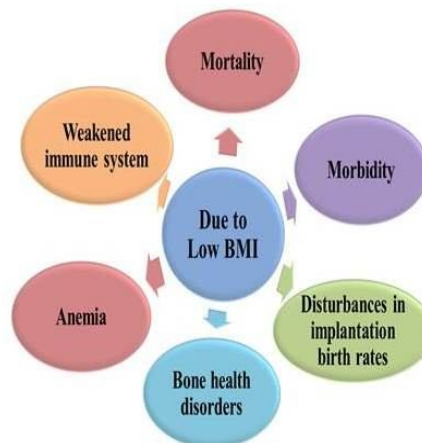 Mortality
Weakened
immune system
Morbidity
Due to
Low BMI
Anemia
Disturbances in
implantation
birth rates
Bone health
disorders